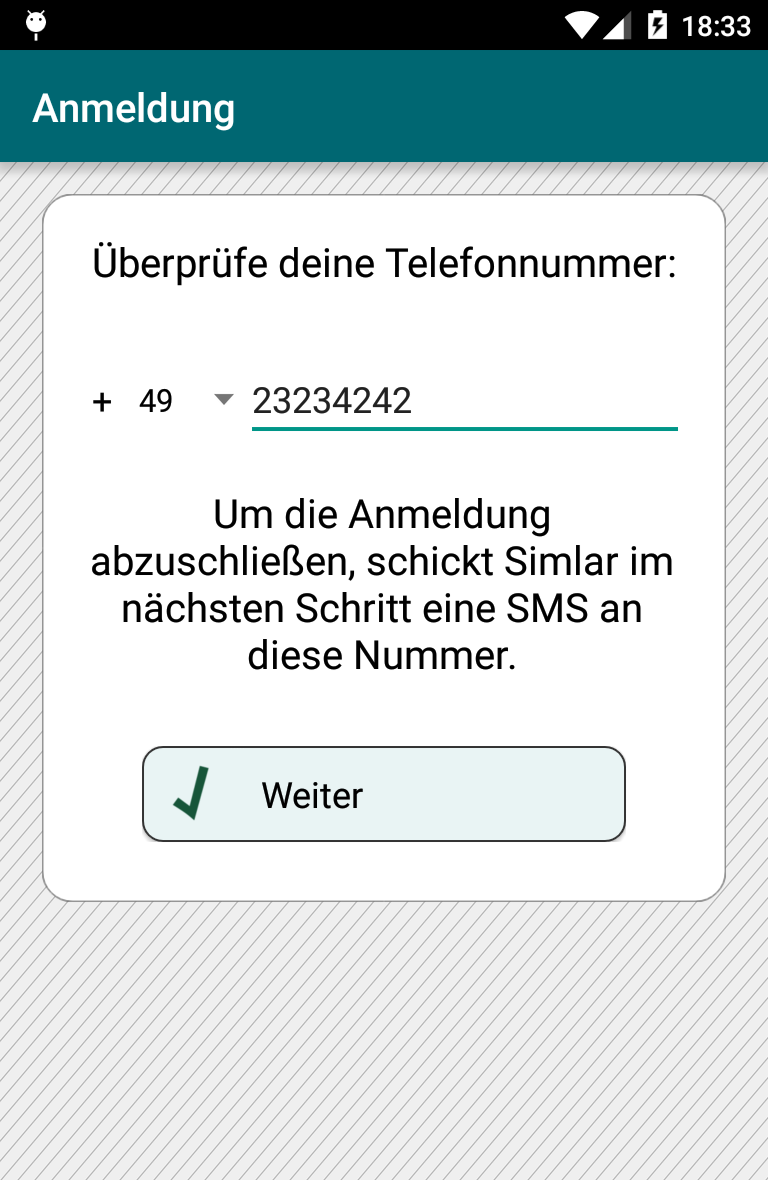 18:33
Anmeldung
Überprüfe deine Telefonnummer:
+ 49 23234242
Um die Anmeldung
abzuschließen, schickt Simlar im
nächsten Schritt eine SMS an
diese Nummer.
Weiter